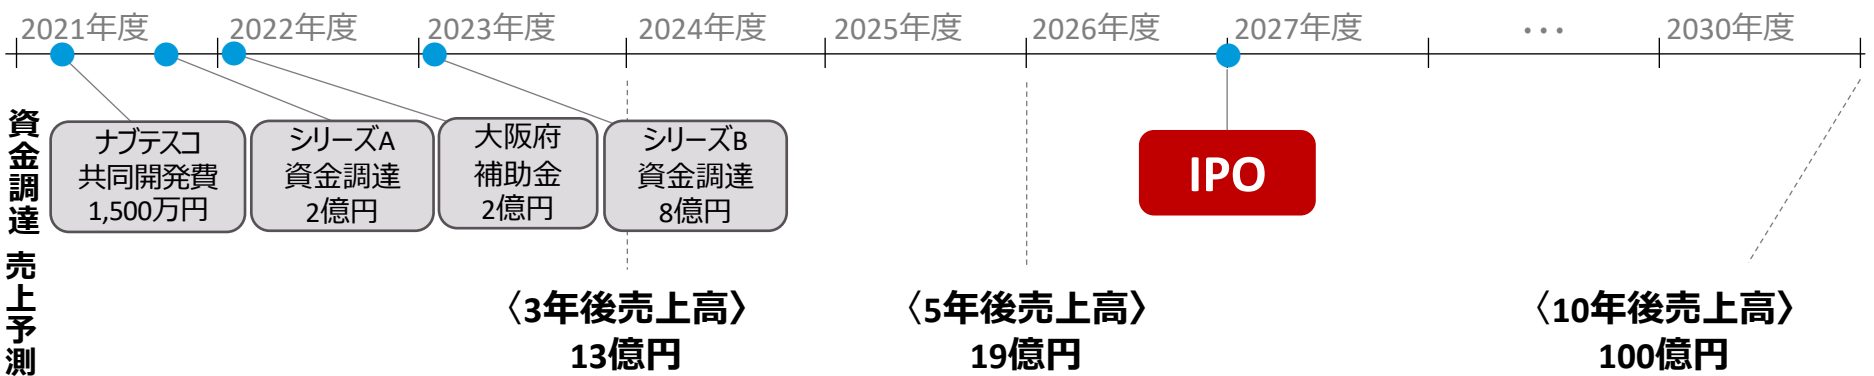 2021年度
2022年度
2023年度
2024年度
2025年度
2026年度
2027年度
・・・
2030年度
資金調達
ナブテスコ
共同開発費
1,500万円
シリーズA
資金調達
2億円
大阪府
補助金
2億円
シリーズB
資金調達
8億円
IPO
売上予測
〈3年後売上高〉
13億円
〈5年後売上高〉
19億円
〈10年後売上高〉
100億円